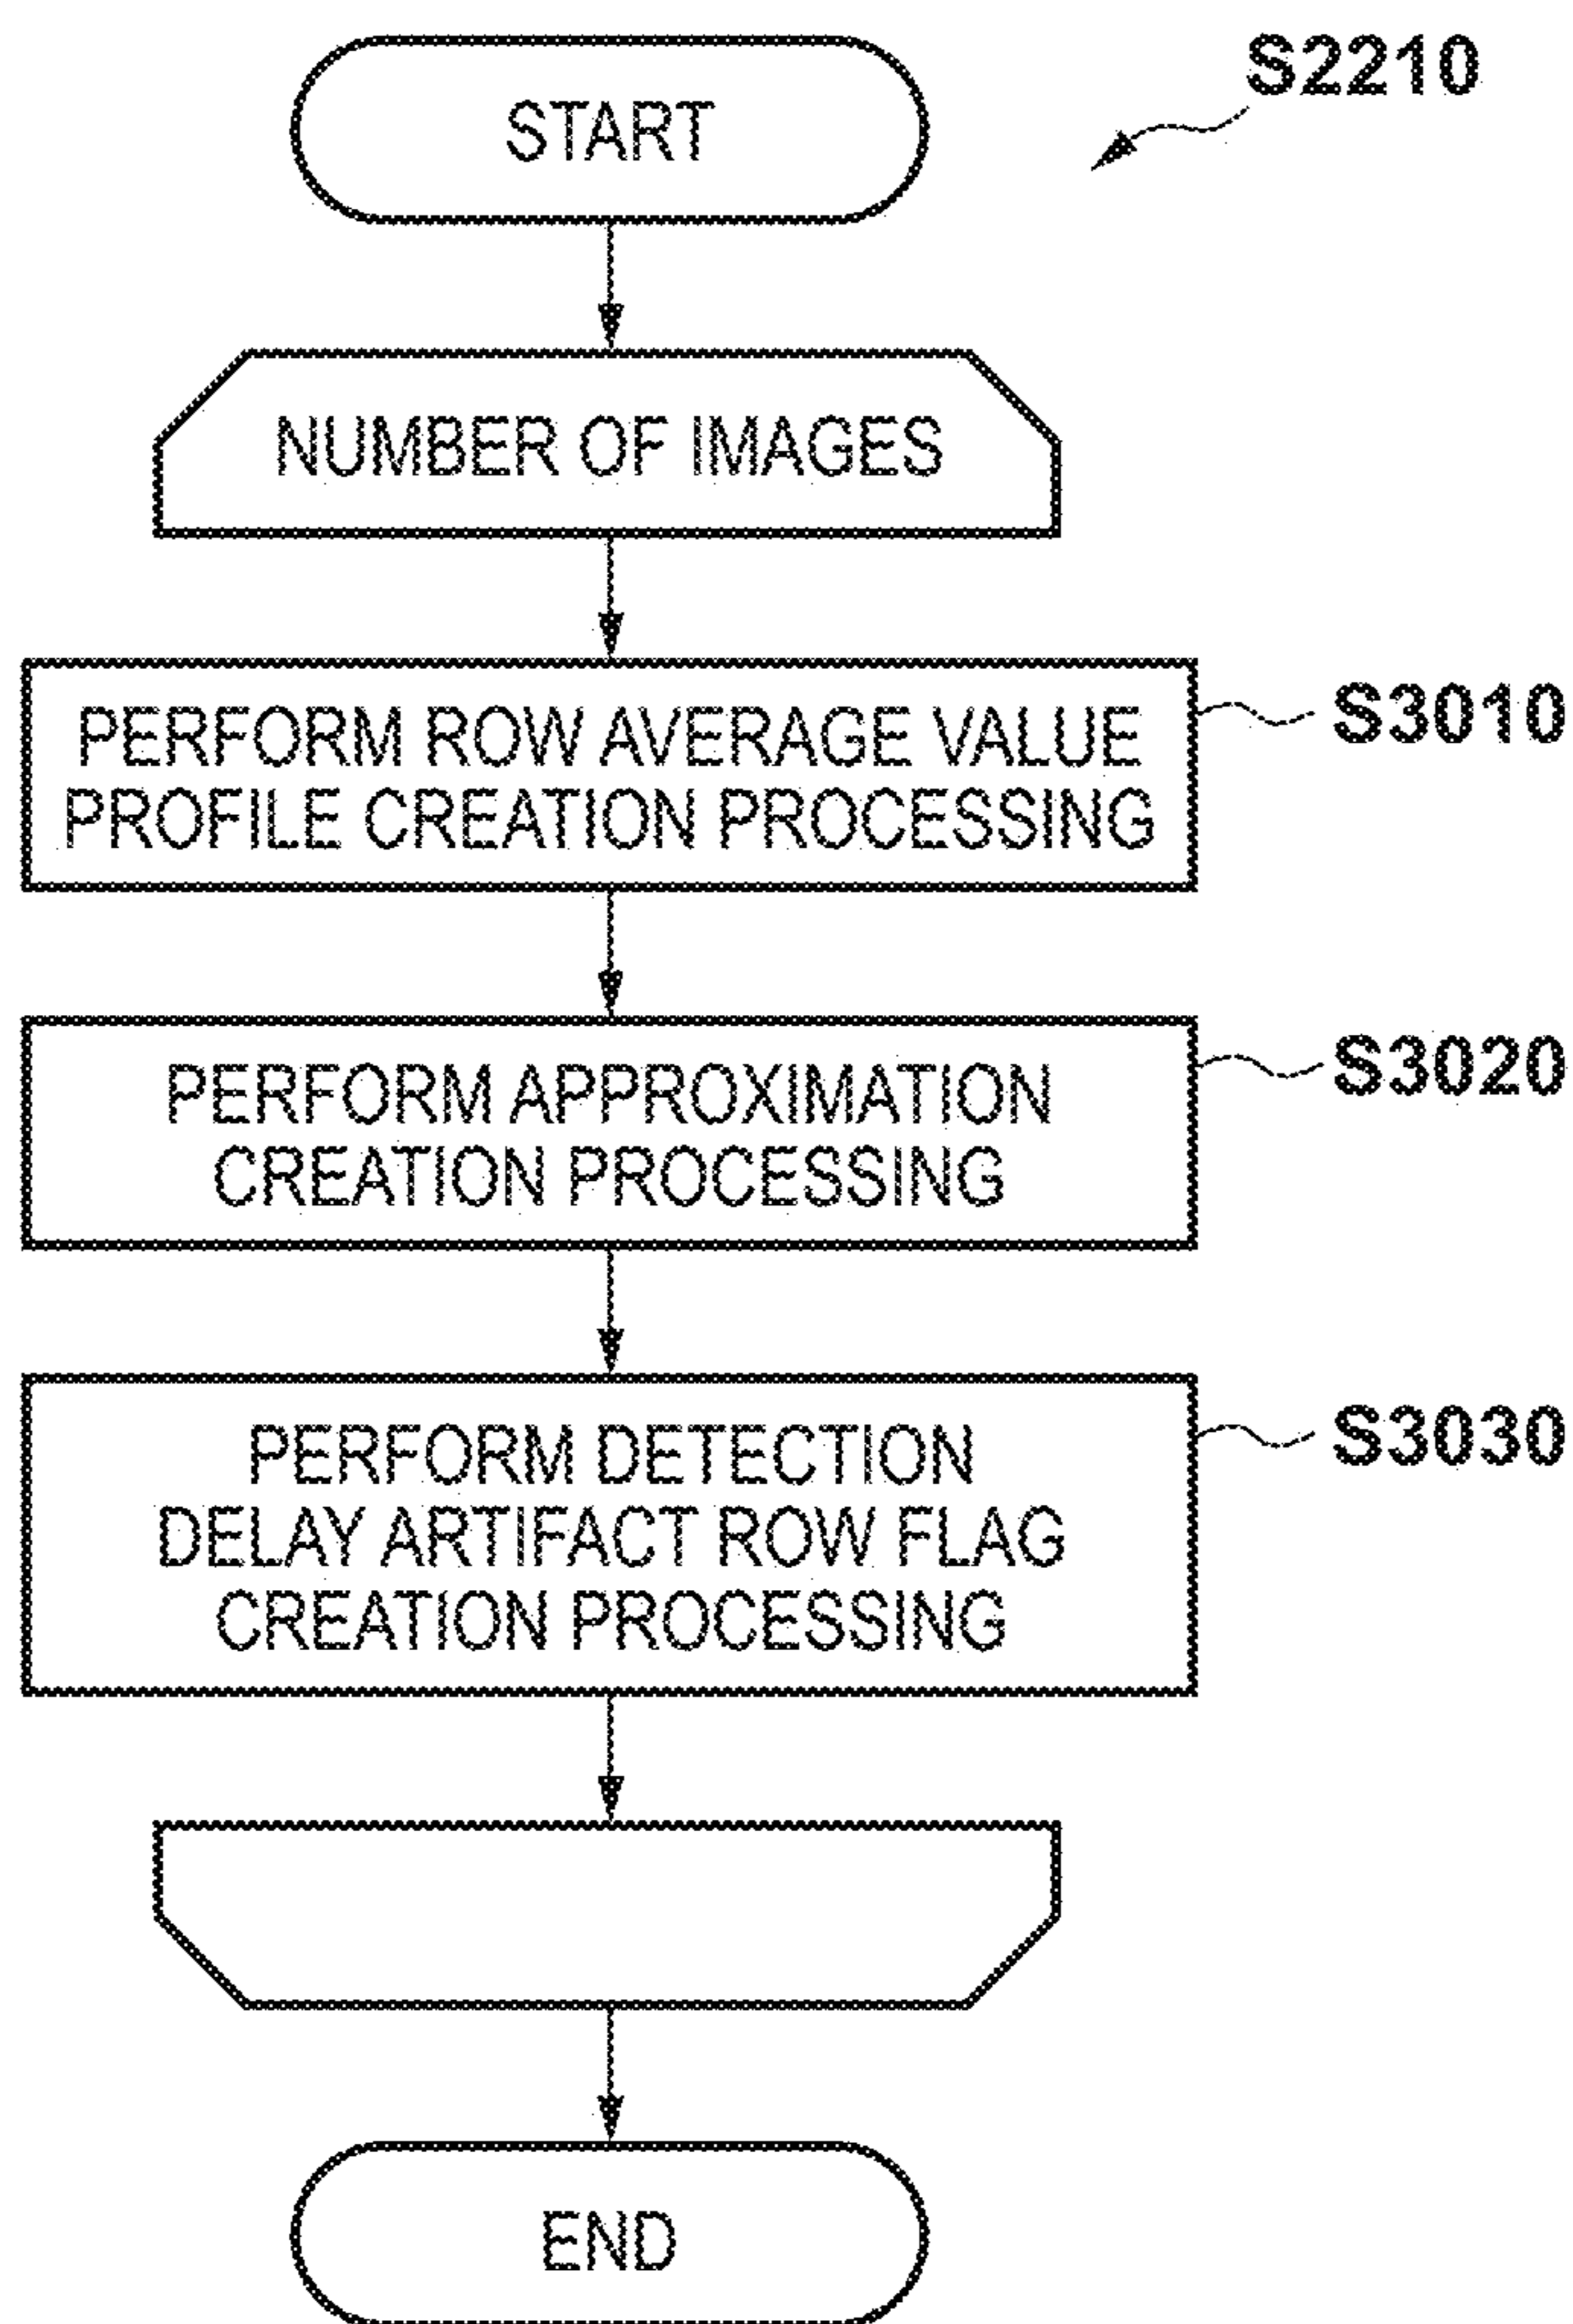 S2210
START
NUMBER OF IMAGES
PERFORM ROW AVERAGE VALUE
PROFILE CREATION PROCESSING
S3010
PERFORM APPROXIMATION
CREATION PROCESSING
S3020
PERFORM DETECTION
DELAY ARTIFACT ROW FLAG
CREATION PROCESSING
S3030
END